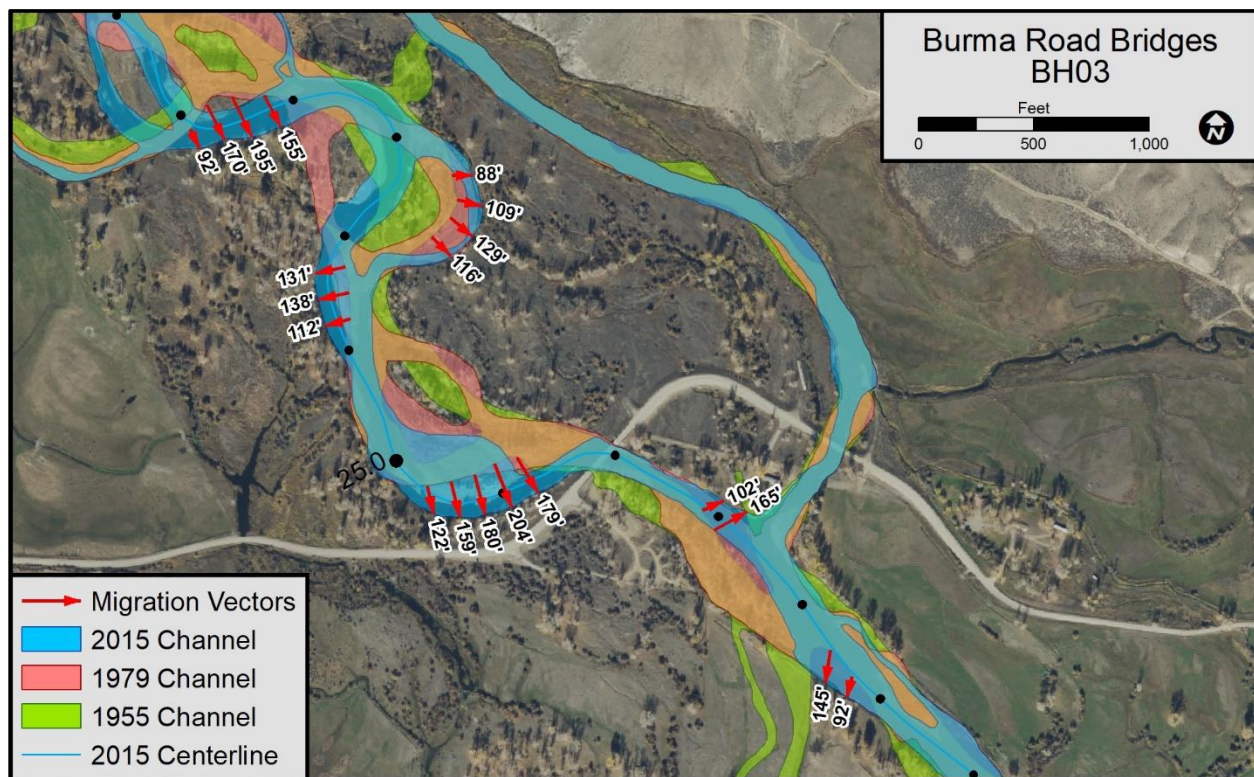 Burma Road Bridges
BH03
Feet
0 500 1,000
N
92'
170'
195'
155'
88'
109'
129'
116'
131'
138'
112'
25.0
122'
159'
180'
204'
179'
102'
165'
145'
92'
Migration Vectors
2015 Channel
1979 Channel
1955 Channel
2015 Centerline